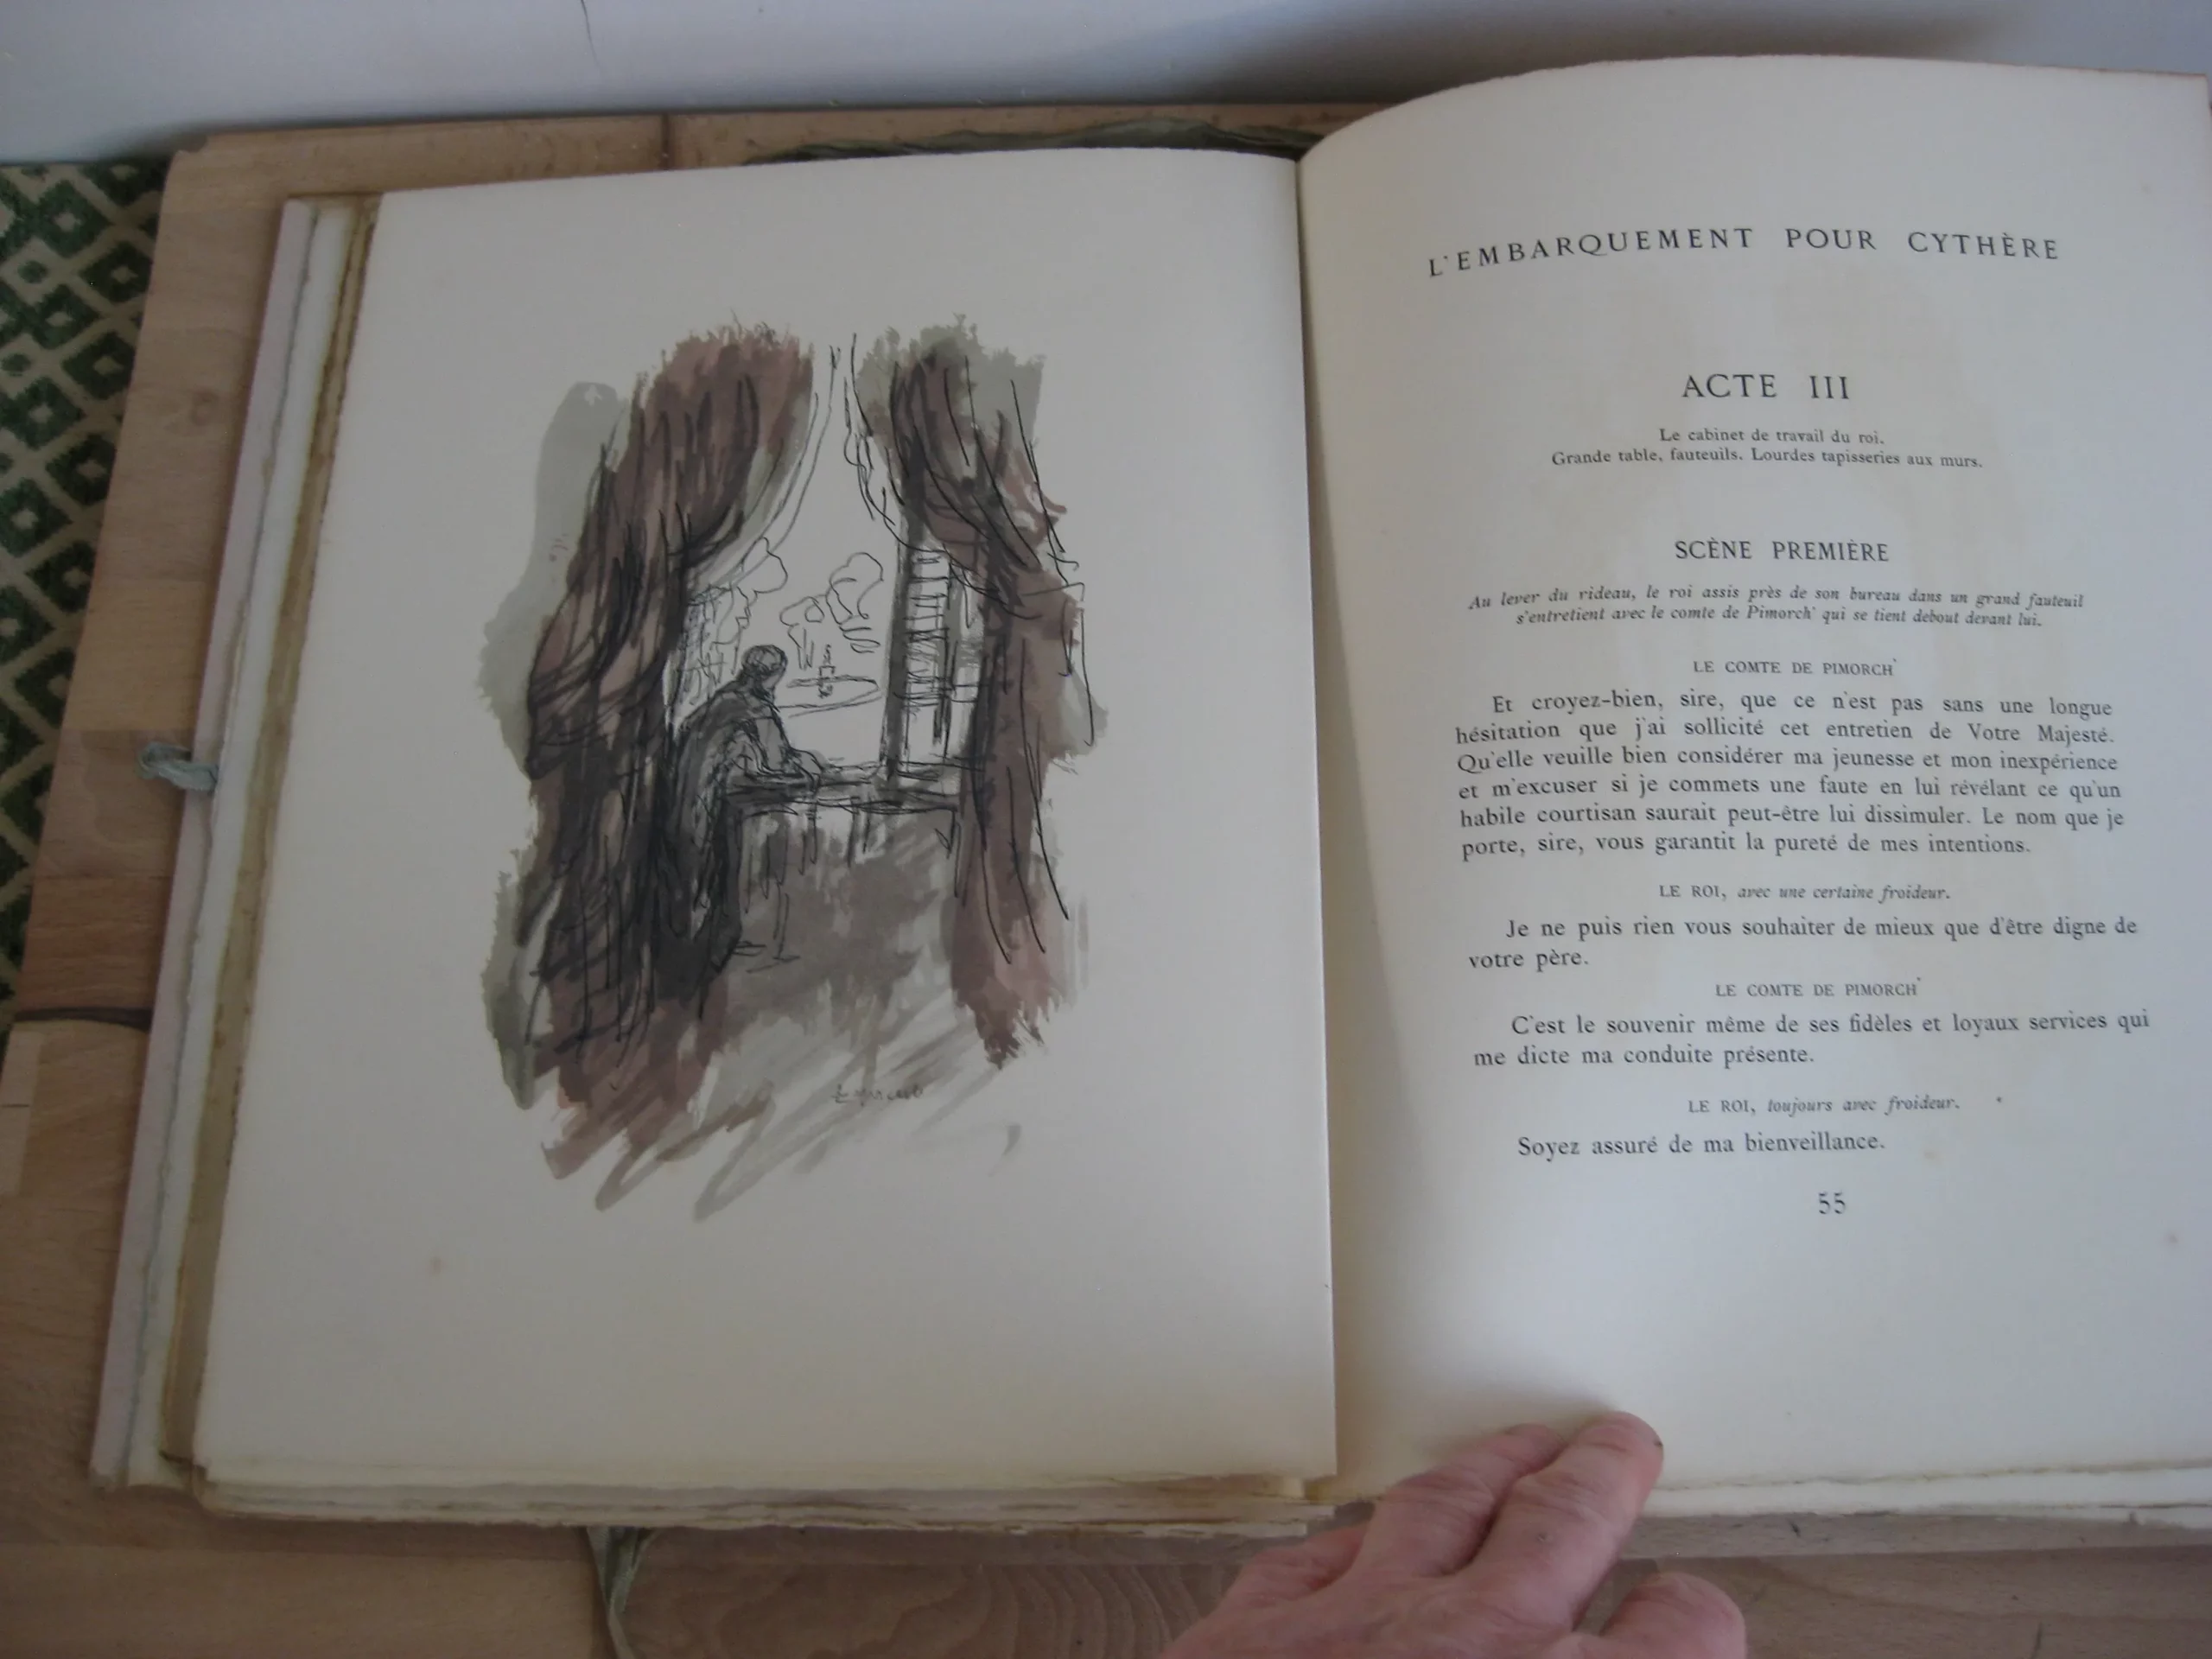 L'EMBARQUEMENT POUR CYTHÈRE
ACTE III
Le cabinet de travail du roi.
Grande table, fauteuils. Lourdes tapisseries aux murs.
SCÈNE PREMIÈRE
Au lever du rideau, le roi assis près de son bureau dans un grand fauteuil
s'entretient avec le comte de Pimorch' qui se tient debout devant lui.
LE COMTE DE PIMORCH'
Et croyez-bien, sire, que ce n'est pas sans une longue
hésitation que j'ai sollicité cet entretien de Votre Majesté.
Qu'elle veuille bien considérer ma jeunesse et mon inexpérience
et m'excuser si je commets une faute en lui révélant ce qu'un
habile courtisan saurait peut-être lui dissimuler. Le nom que je
porte, sire, vous garantit la pureté de mes intentions.
LE ROI, avec une certaine froideur.
Je ne puis rien vous souhaiter de mieux que d'être digne de
votre père.
LE COMTE DE PIMORCH'
C'est le souvenir même de ses fidèles et loyaux services qui
me dicte ma conduite présente.
LE ROI, toujours avec froideur.
Soyez assuré de ma bienveillance.
55